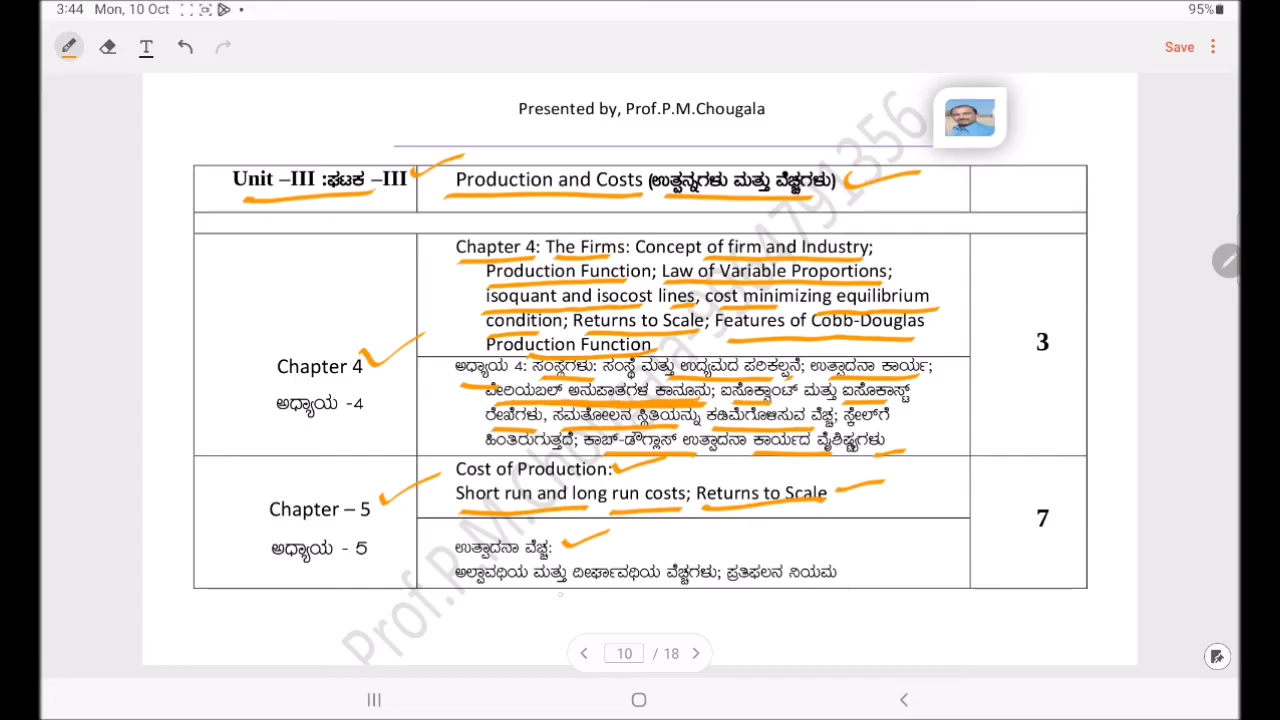 3:44 Mon, 10 Oct
95%
T
Save
Presented by, Prof.P.M.Chougala
Unit –III :ಘಟಕ –III
Production and Costs (ಉತ್ಪನ್ನಗಳು ಮತ್ತು ವೆಚ್ಚಗಳು)
Chapter 4
ಅಧ್ಯಾಯ -4
Chapter 4: The Firms: Concept of firm and Industry;
Production Function; Law of Variable Proportions;
isoquant and isocost lines, cost minimizing equilibrium
condition; Returns to Scale; Features of Cobb-Douglas
Production Function
ಅಧ್ಯಾಯ 4: ಸಂಸ್ಥೆಗಳು: ಸಂಸ್ಥೆ ಮತ್ತು ಉದ್ಯಮದ ಪರಿಕಲ್ಪನೆ; ಉತ್ಪಾದನಾ ಕಾರ್ಯ;
ವೇರಿಯಬಲ್ ಅನುಪಾತಗಳ ಕಾನೂನು; ಐಸೊಕ್ವಾಂಟ್ ಮತ್ತು ಐಸೊಕಾಸ್ಟ್
ರೇಖೆಗಳು, ಸಮತೋಲನ ಸ್ಥಿತಿಯನ್ನು ಕಡಿಮೆಗೊಳಿಸುವ ವೆಚ್ಚ; ಸ್ಕೇಲ್‌ಗೆ
ಹಿಂತಿರುಗುತ್ತದೆ; ಕಾಬ್-ಡೌಗ್ಲಾಸ್ ಉತ್ಪಾದನಾ ಕಾರ್ಯದ ವೈಶಿಷ್ಟ್ಯಗಳು
3
Chapter – 5
ಅಧ್ಯಾಯ - 5
Cost of Production:
Short run and long run costs; Returns to Scale
ಉತ್ಪಾದನಾ ವೆಚ್ಚ:
ಅಲ್ಪಾವಧಿಯ ಮತ್ತು ದೀರ್ಘಾವಧಿಯ ವೆಚ್ಚಗಳು; ಪ್ರತಿಫಲನ ನಿಯಮ
7
10 / 18